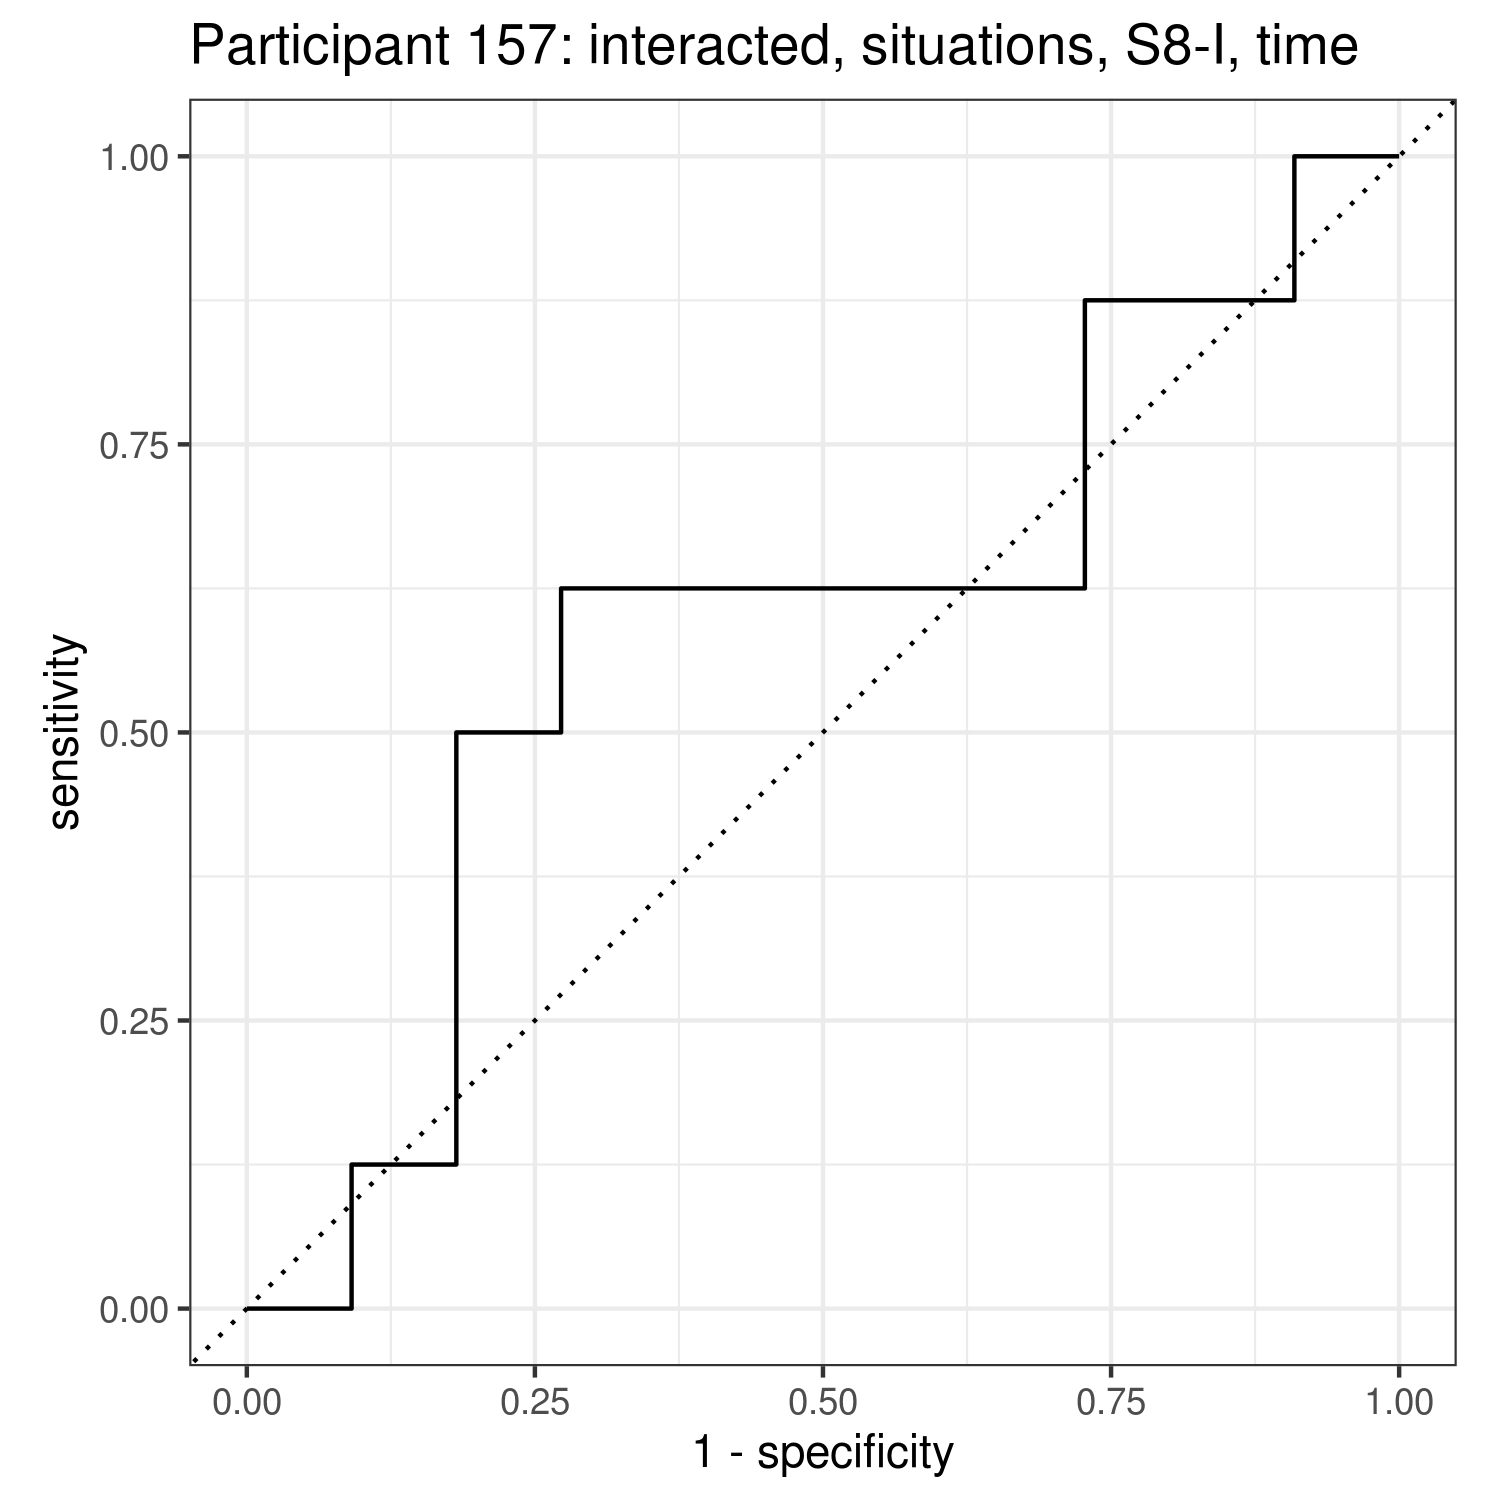 Participant 157: interacted, situations, S8-I, time
1.00
0.75
0.50
0.25
0.00
sensitivity
0.00 0.25 0.50 0.75 1.00
1 - specificity